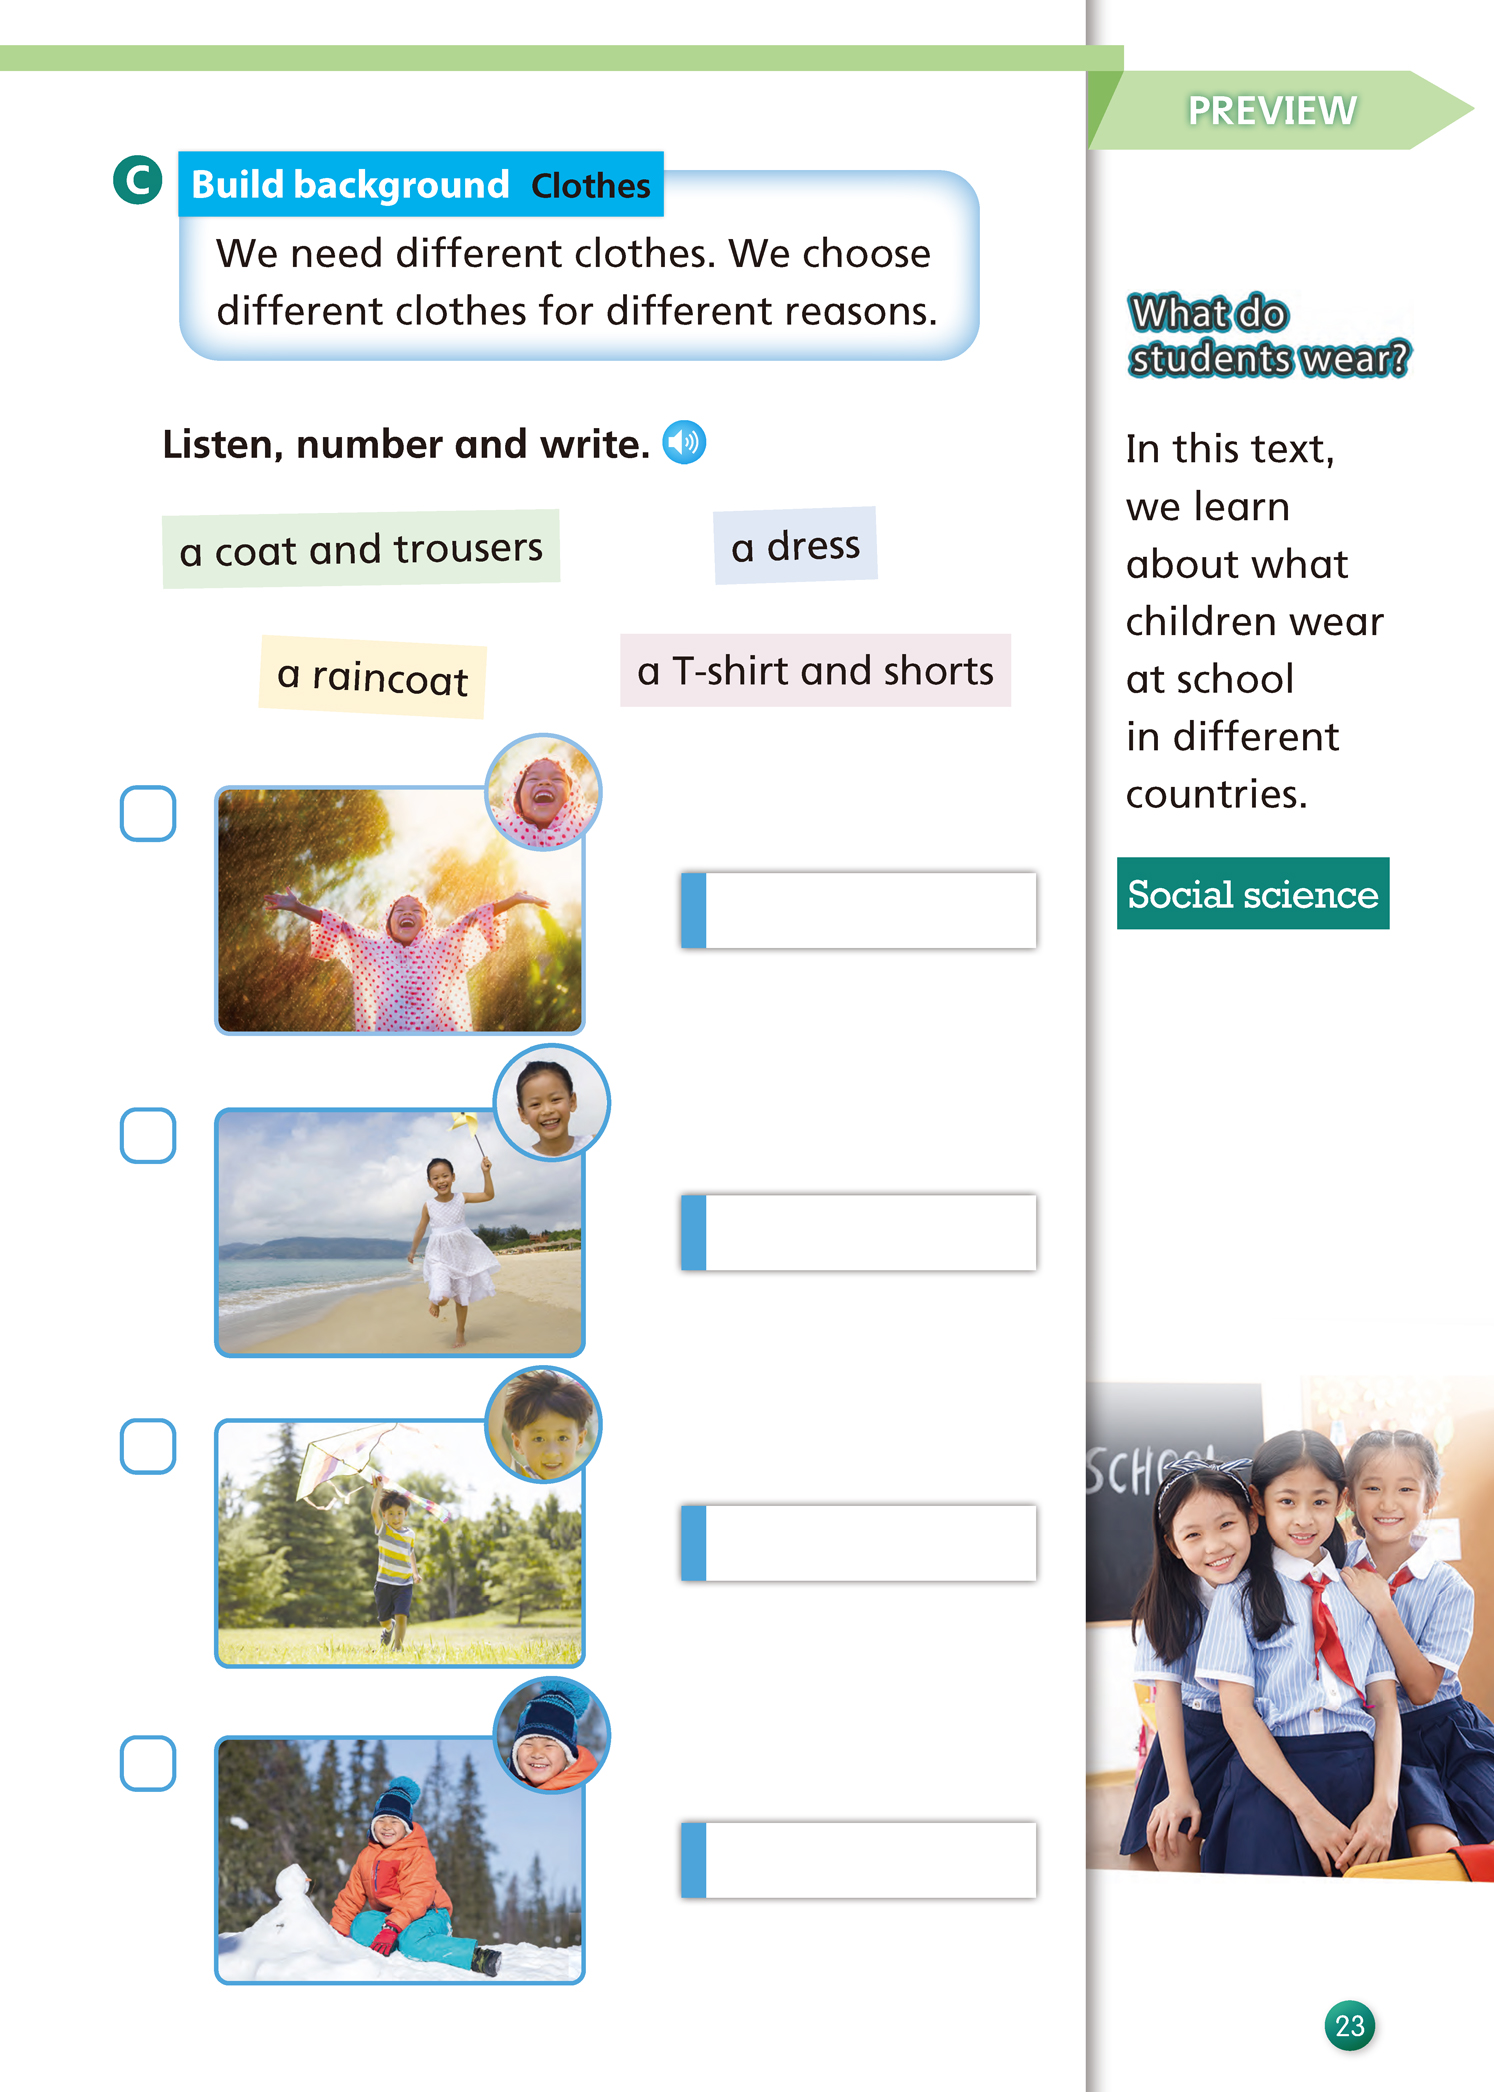 PREVIEW
C Build background Clothes
We need different clothes. We choose
different clothes for different reasons.
Listen, number and write.
a coat and trousers
a dress
a raincoat
a T-shirt and shorts
What do
students wear?
In this text,
we learn
about what
children wear
at school
in different
countries.
Social science
SCHOOL
23